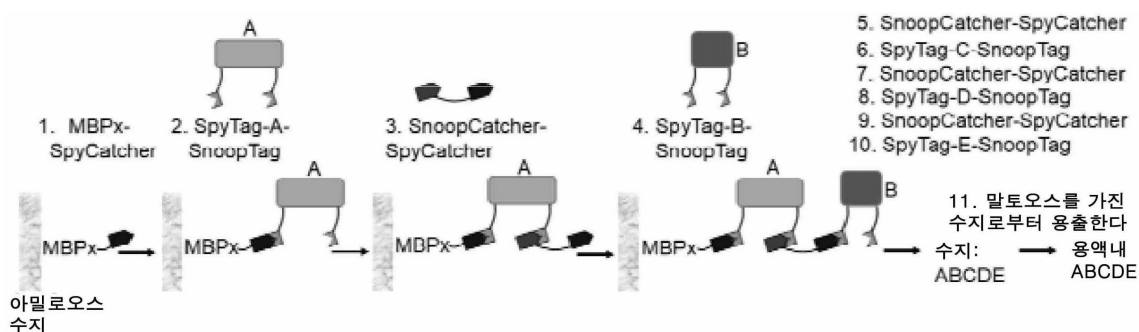 A
B
5. SnoopCatcher-SpyCatcher
6. SpyTag-C-SnoopTag
7. SnoopCatcher-SpyCatcher
8. SpyTag-D-SnoopTag
9. SnoopCatcher-SpyCatcher
10. SpyTag-E-SnoopTag
1. MBPx-
SpyCatcher
2. SpyTag-A-
SnoopTag
3. SnoopCatcher-
SpyCatcher
4. SpyTag-B-
SnoopTag
A
A
A
B
MBPx
MBPx
MBPx
MBPx
11. 말토오스를 가진
수지로부터 용출한다
수지:
ABCDE
용액내
ABCDE
아밀로오스
수지